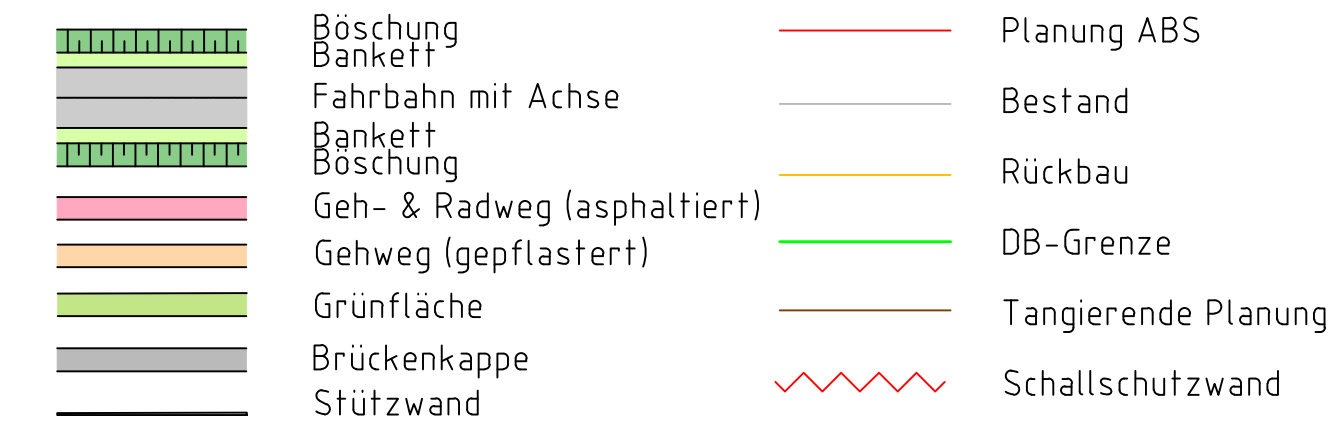 Böschung
Bankett
Fahrbahn mit Achse
Bankett
Böschung
Geh- & Radweg (asphaltiert)
Gehweg (gepflastert)
Grünfläche
Brückenkappe
Stützwand
Planung ABS
Bestand
Rückbau
DB-Grenze
Tangierende Planung
Schallschutzwand